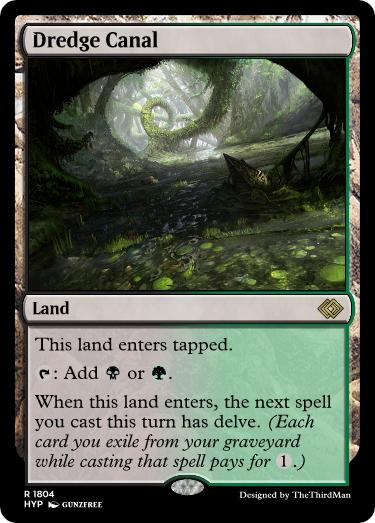 Dredge Canal
Land
This land enters tapped.
: Add or .
When this land enters, the next spell
you cast this turn has delve. (Each
card you exile from your graveyard
while casting that spell pays for 1.)
R 1804
HYP GUNZFREE
Designed by TheThirdMan